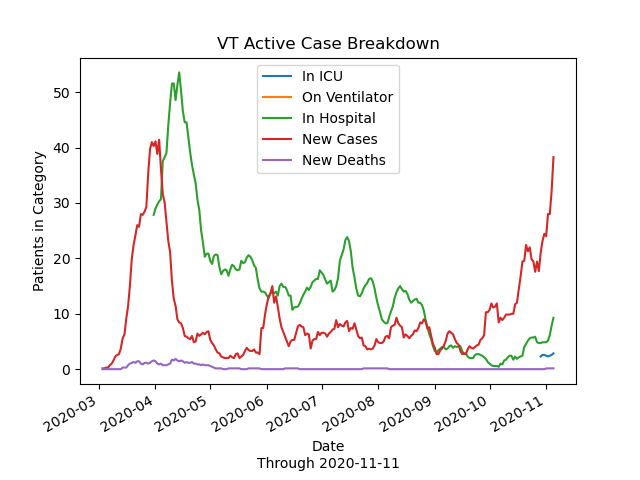 VT Active Case Breakdown
In ICU
On Ventilator
In Hospital
New Cases
New Deaths
Patients in Category
50
40
30
20
10
0
2020-03
2020-04
2020-05
2020-06
2020-07
2020-08
2020-09
2020-10
2020-11
Date
Through 2020-11-11